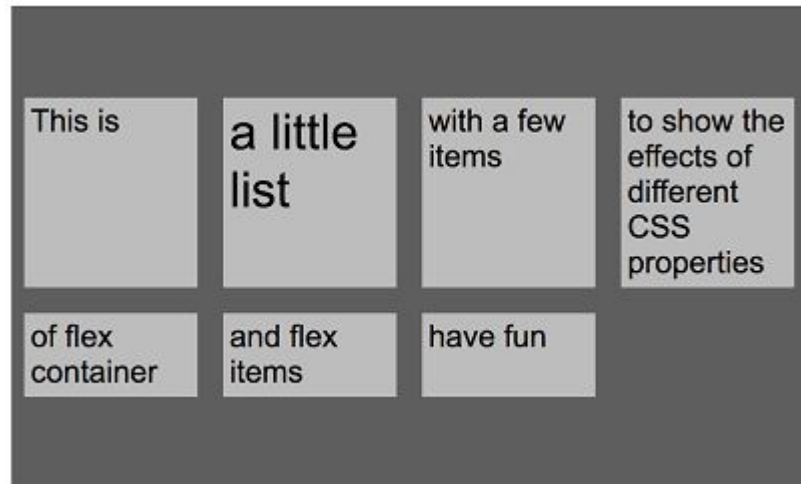 This is
a little
list
with a few
items
to show the
effects of
different
CSS
properties
of flex
container
and flex
items
have fun